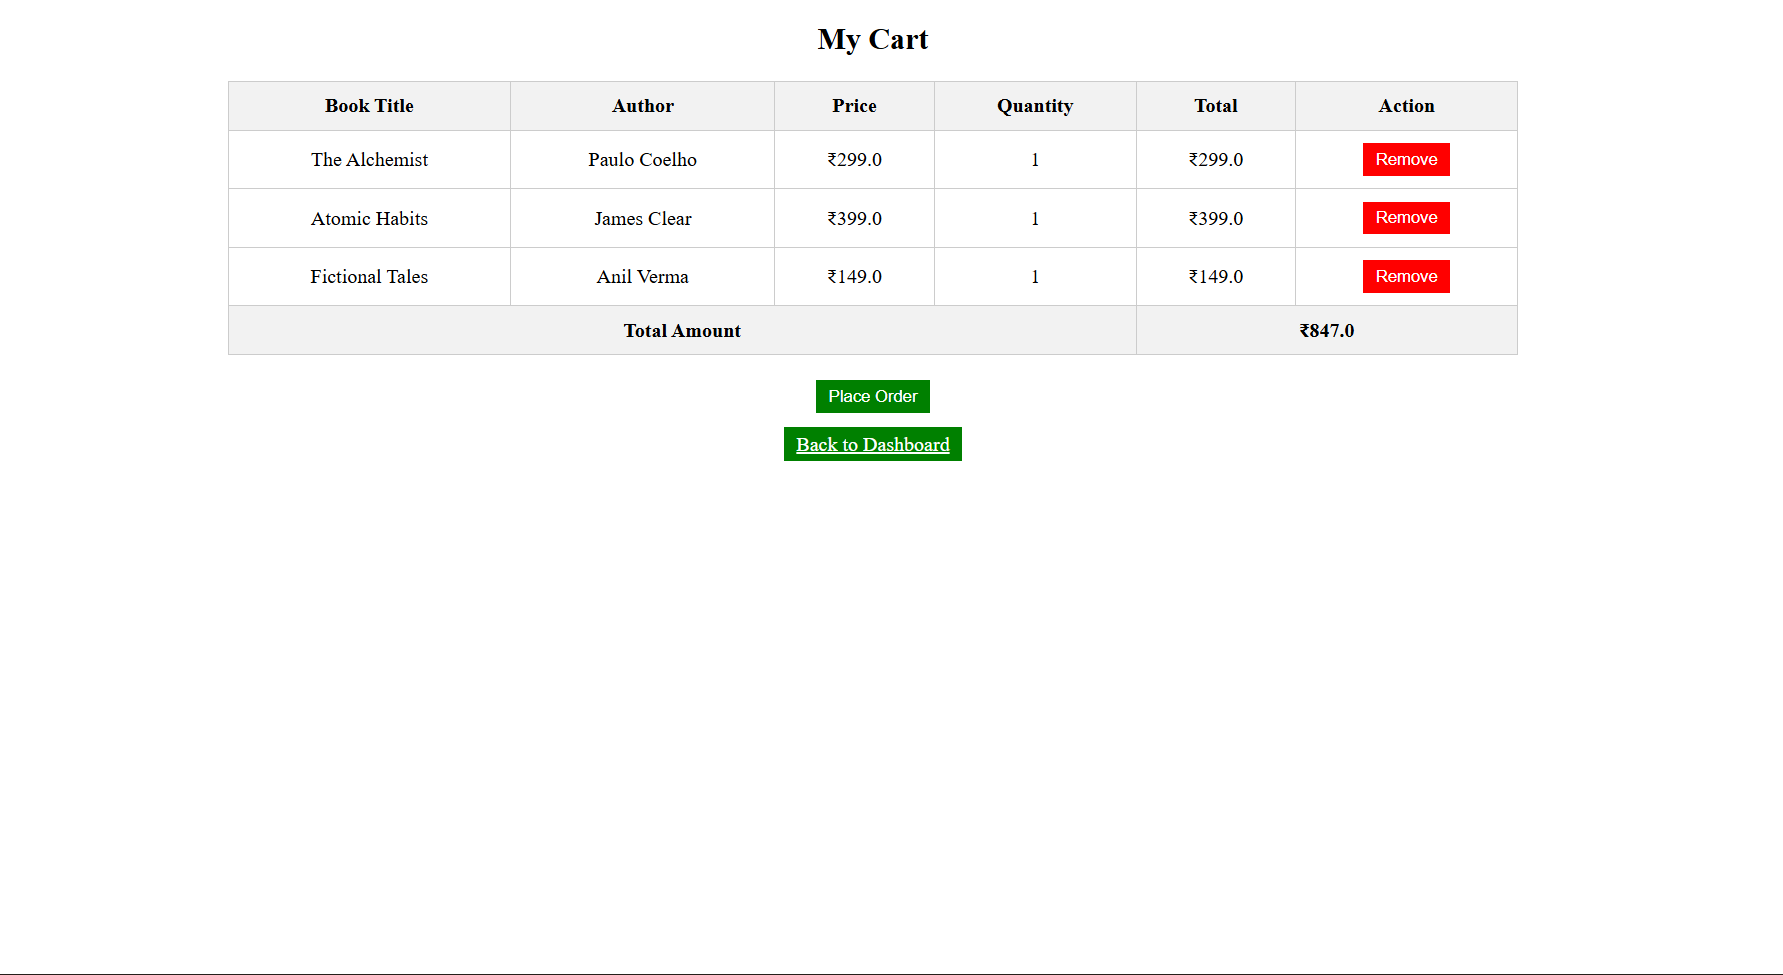 My Cart
Book Title Author Price Quantity Total Action
The Alchemist Paulo Coelho ₹299.0 1 ₹299.0 Remove
Atomic Habits James Clear ₹399.0 1 ₹399.0 Remove
Fictional Tales Anil Verma ₹149.0 1 ₹149.0 Remove
Total Amount ₹847.0
Place Order
Back to Dashboard